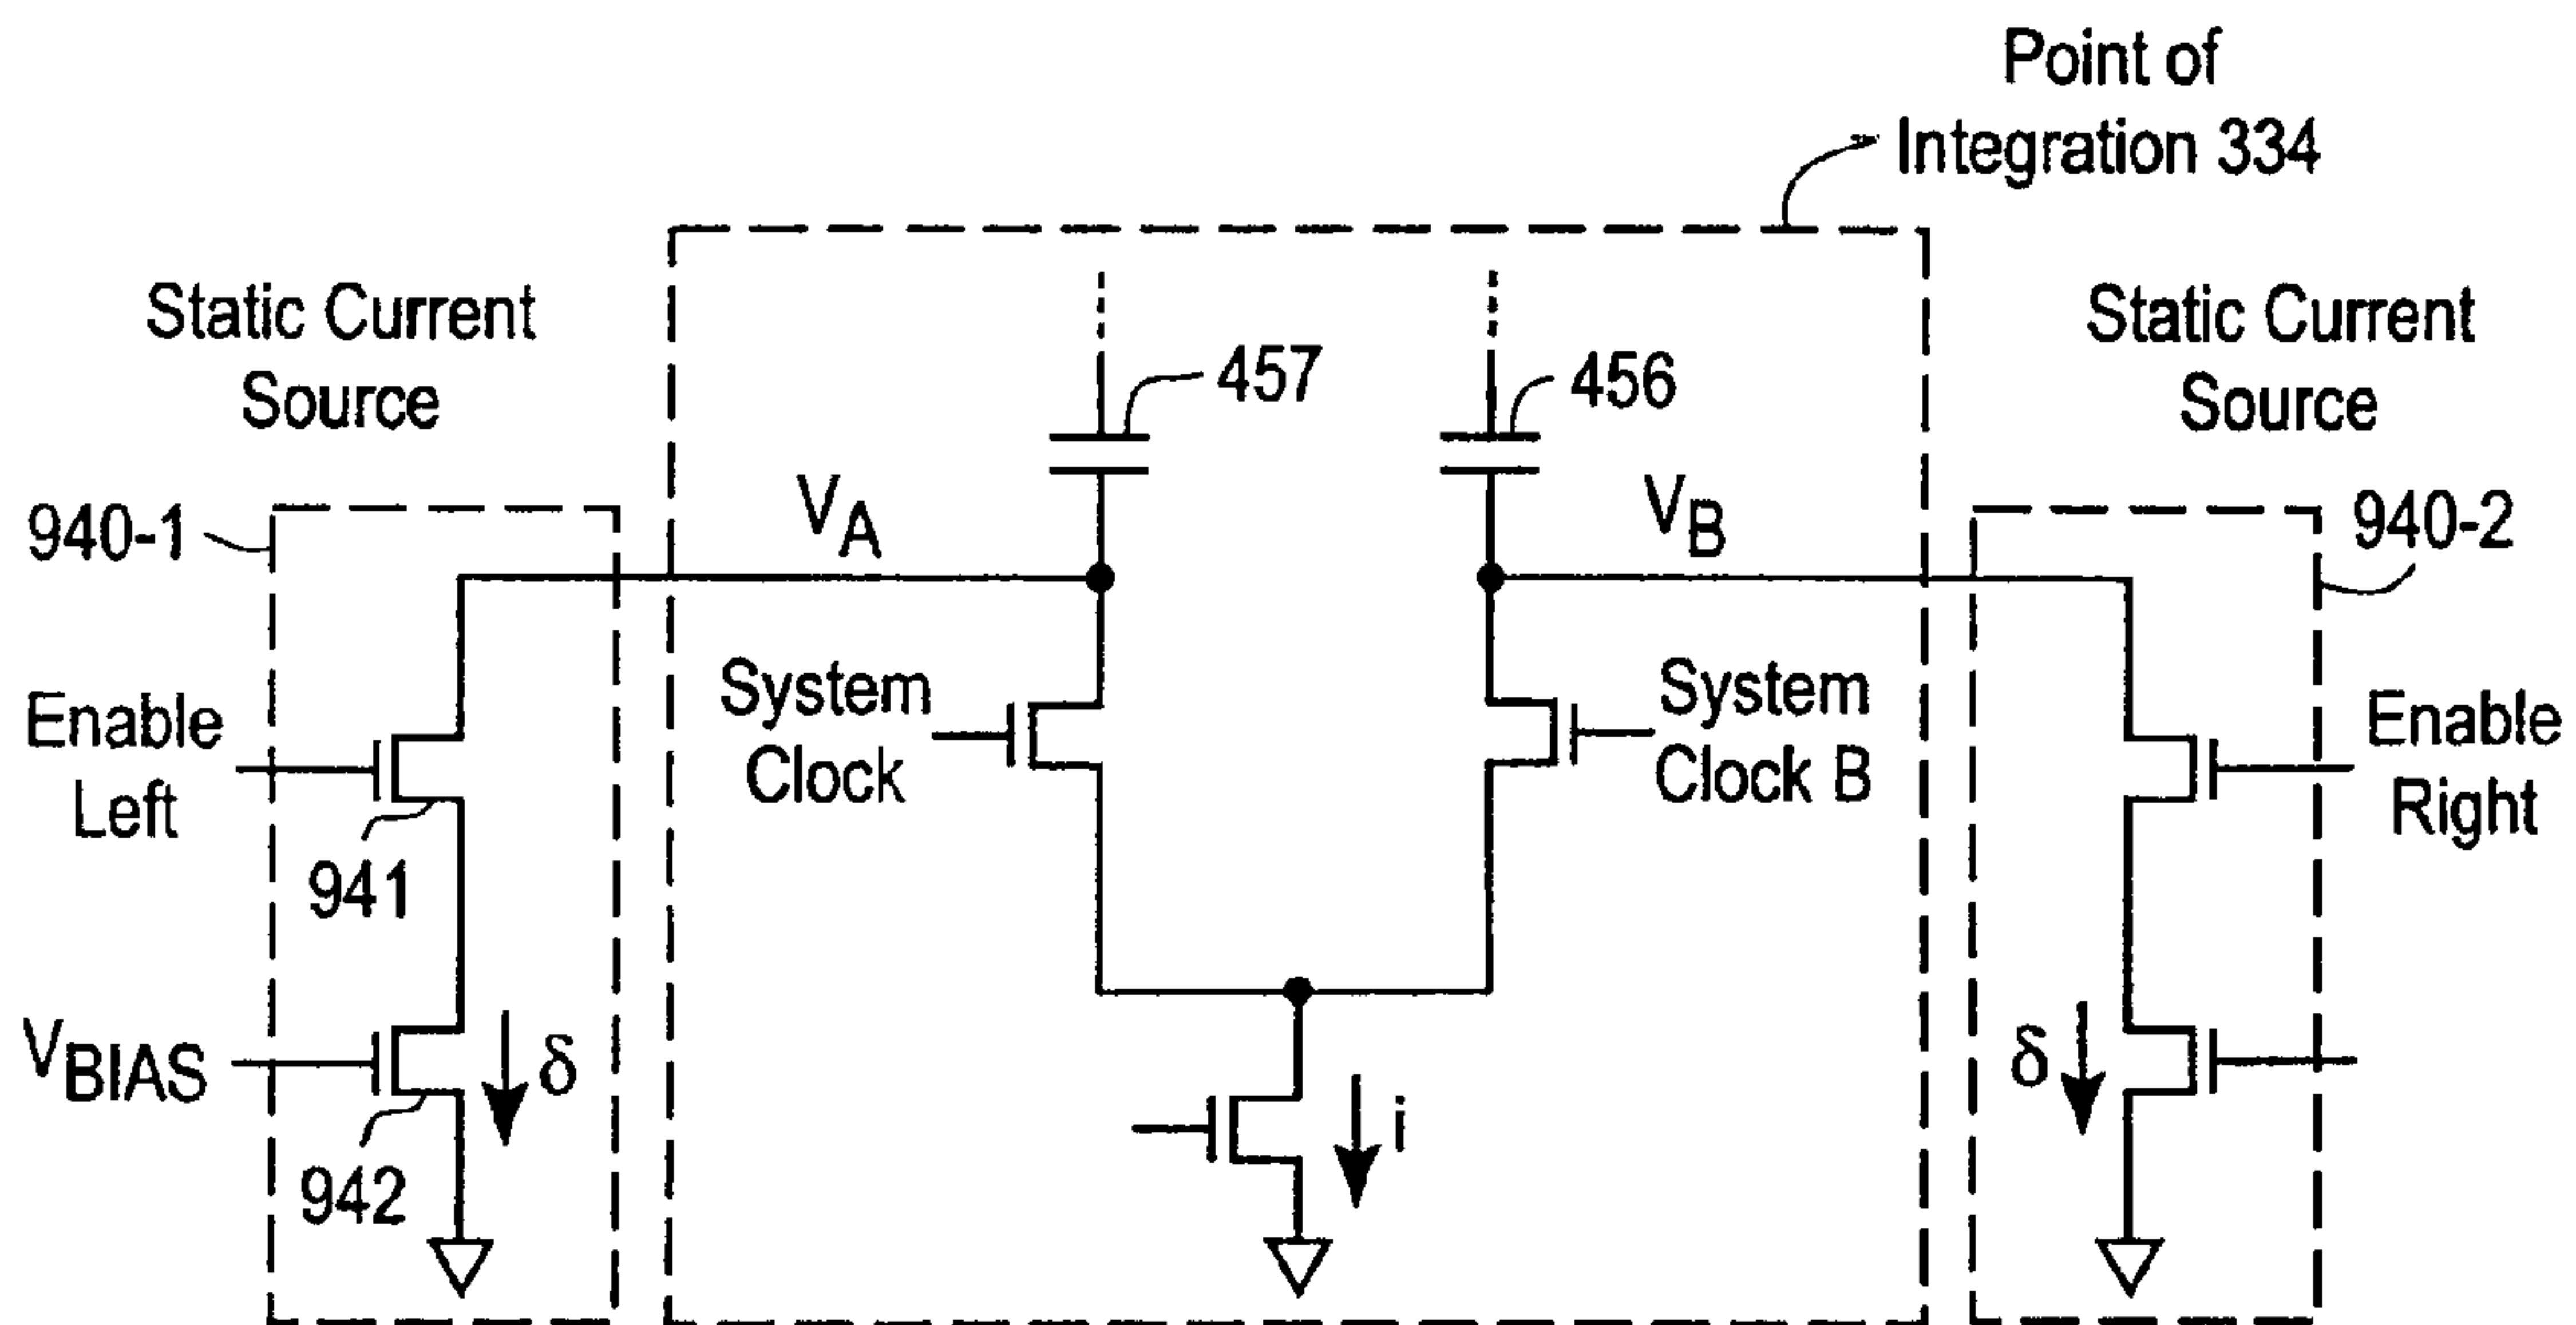 Point of
Integration 334
Static Current
Source
Static Current
Source
457
456
940-1
VA
VB
940-2
System
Clock
System
Clock B
Enable
Left
Enable
Right
941
VBIAS
δ
δ
942
i